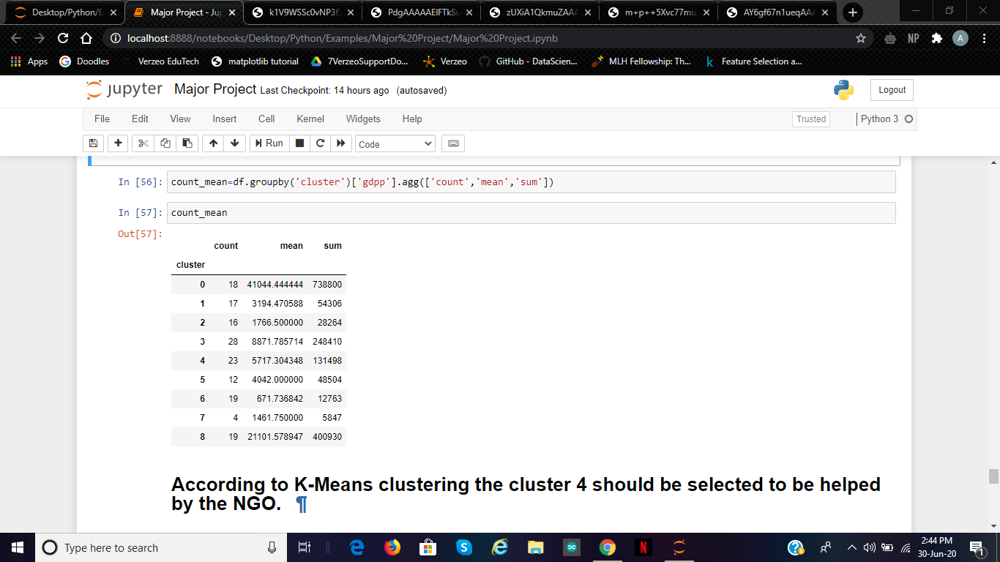 Desktop/Python/E
Major Project - Jup
k1V9WSSc0vNP3f
PdgAAAAAElFTkSu
zUXiA1QkmuZAAA
m+p++5Xvc77mu
AY6gf67n1ueqAAA
localhost:8888/notebooks/Desktop/Python/Examples/Major%20Project/Major%20Project.ipynb
NP
A
Apps
Doodles
Verzeo EduTech
matplotlib tutorial
7VerzeoSupportDo...
Verzeo
GitHub - DataScien...
MLH Fellowship: Th...
Feature Selection a...
jupyter Major Project Last Checkpoint: 14 hours ago (autosaved)
Logout
File Edit View Insert Cell Kernel Widgets Help
Trusted
Python 3
Run
Code
In [56]: count_mean=df.groupby('cluster')['gdpp'].agg(['count','mean','sum'])
In [57]: count_mean
Out[57]:
count mean sum
cluster
0 18 41044.444444 738800
1 17 3194.470588 54306
2 16 1766.500000 28264
3 28 8871.785714 248410
4 23 5717.304348 131498
5 12 4042.000000 48504
6 19 671.736842 12763
7 4 1461.750000 5847
8 19 21101.578947 400930
According to K-Means clustering the cluster 4 should be selected to be helped
by the NGO. ¶
Type here to search
2:44 PM
30-Jun-20
1